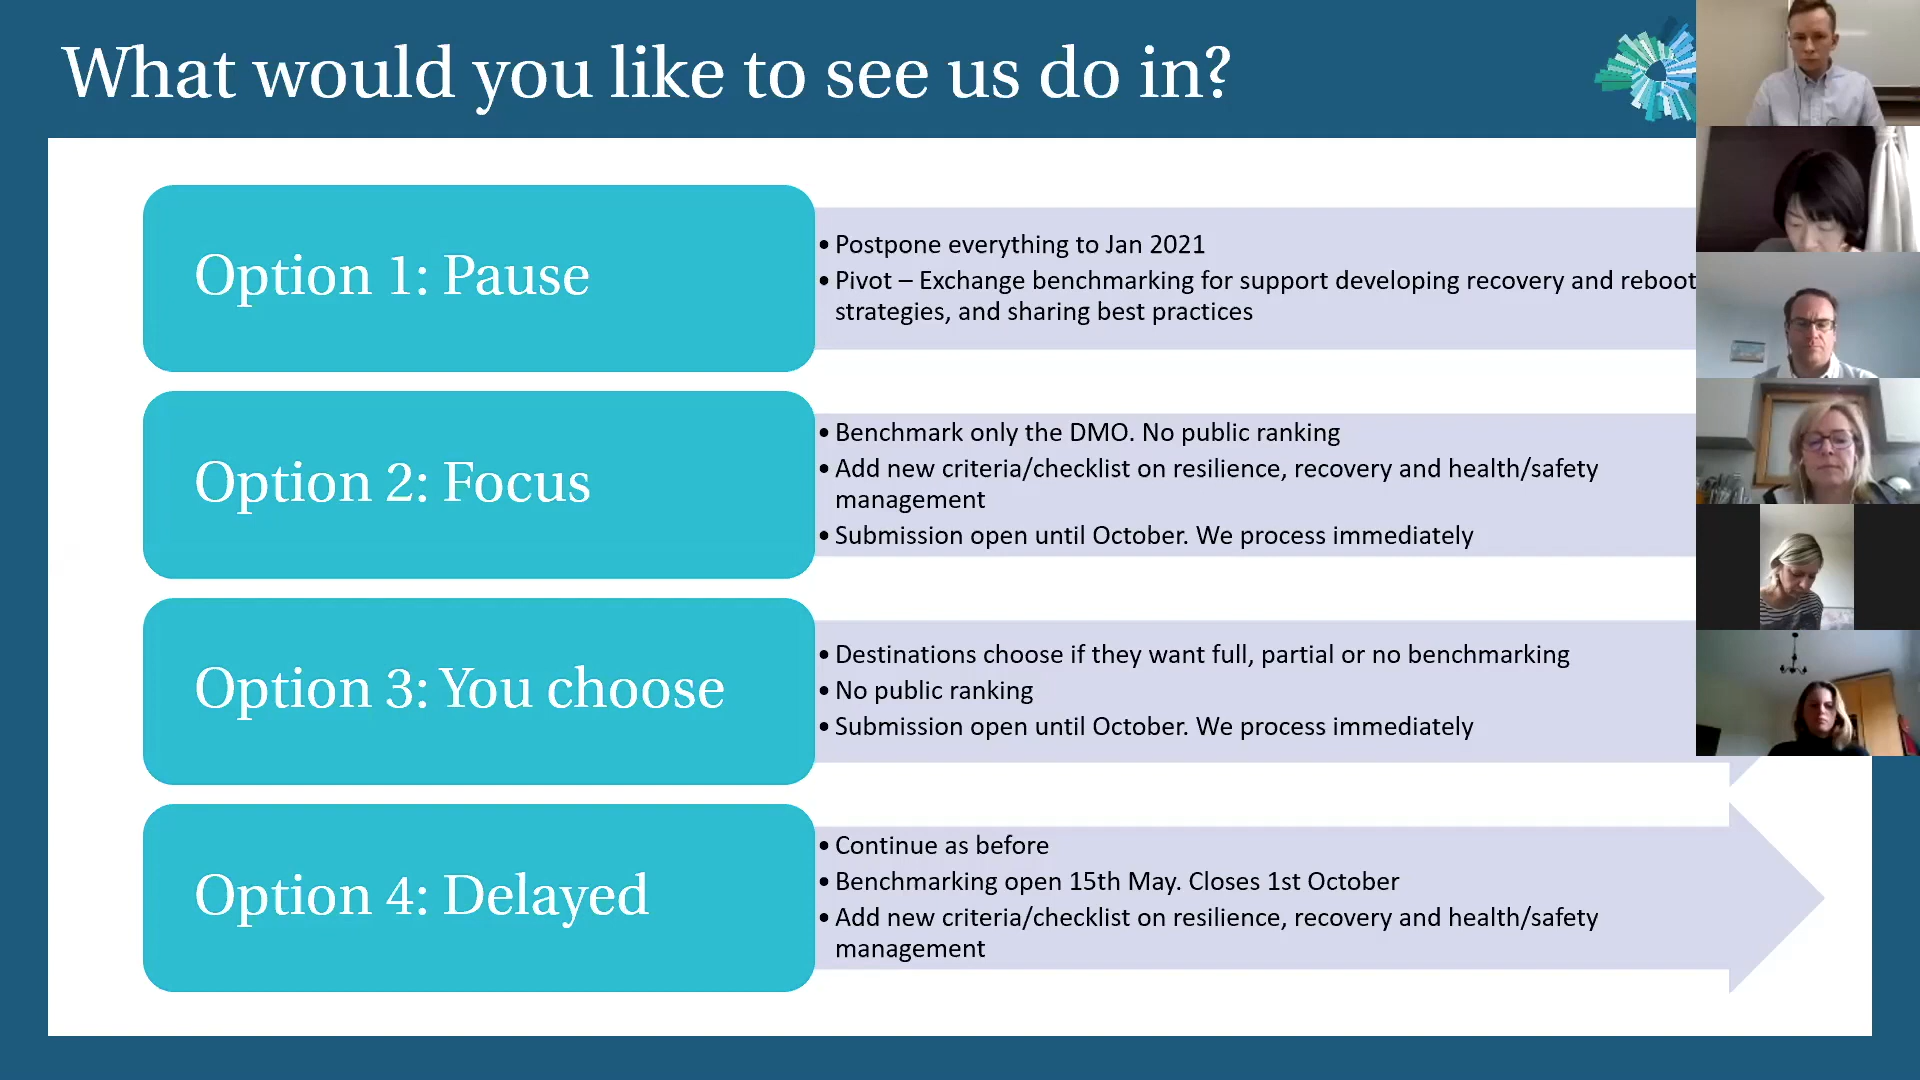 What would you like to see us do in?
Option 1: Pause
• Postpone everything to Jan 2021
• Pivot – Exchange benchmarking for support developing recovery and reboot
strategies, and sharing best practices
Option 2: Focus
• Benchmark only the DMO. No public ranking
• Add new criteria/checklist on resilience, recovery and health/safety
management
• Submission open until October. We process immediately
Option 3: You choose
• Destinations choose if they want full, partial or no benchmarking
• No public ranking
• Submission open until October. We process immediately
Option 4: Delayed
• Continue as before
• Benchmarking open 15th May. Closes 1st October
• Add new criteria/checklist on resilience, recovery and health/safety
management